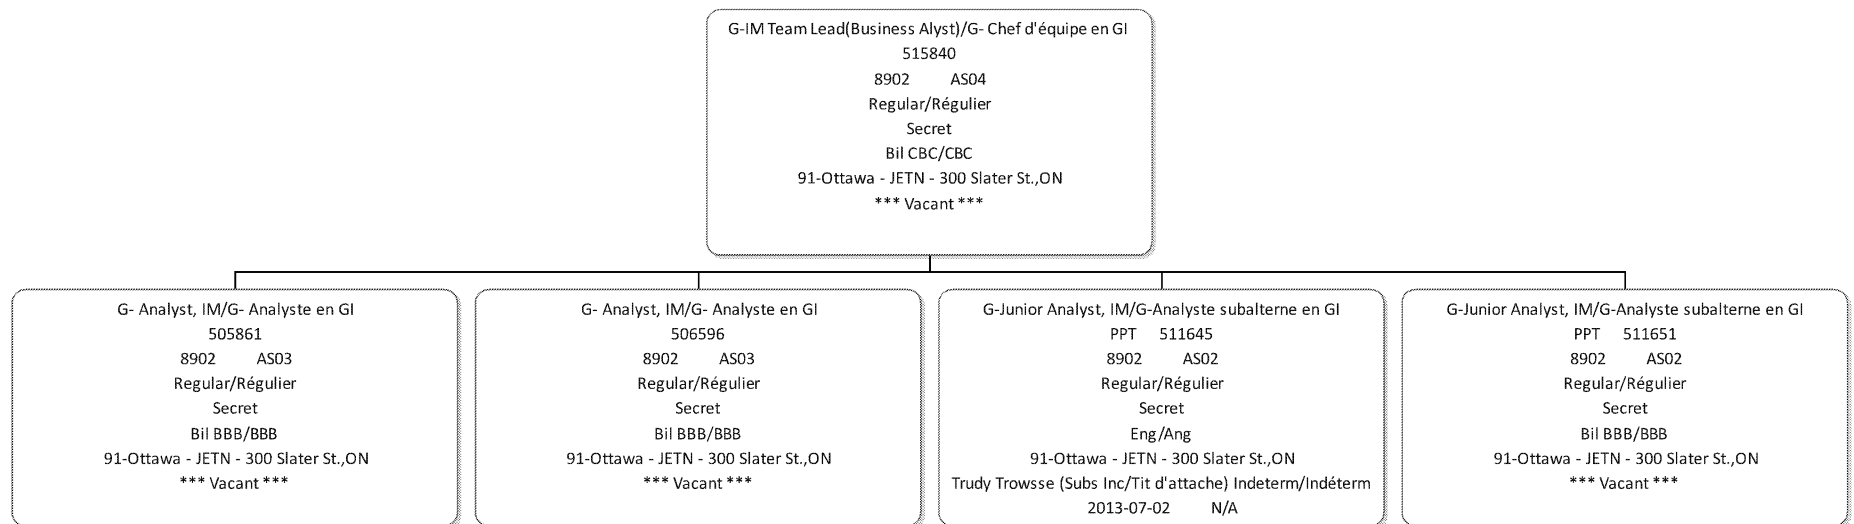 G-IM Team Lead(Business Alyst)/G- Chef d'équipe en GI
515840
8902 AS04
Regular/Régulier
Secret
Bil CBC/CBC
91-Ottawa - JETN - 300 Slater St.,ON
*** Vacant ***
G- Analyst, IM/G- Analyste en GI
505861
8902 AS03
Regular/Régulier
Secret
Bil BBB/BBB
91-Ottawa - JETN - 300 Slater St.,ON
*** Vacant ***
G- Analyst, IM/G- Analyste en GI
506596
8902 AS03
Regular/Régulier
Secret
Bil BBB/BBB
91-Ottawa - JETN - 300 Slater St.,ON
*** Vacant ***
G-Junior Analyst, IM/G-Analyste subalterne en GI
PPT 511645
8902 AS02
Regular/Régulier
Secret
Eng/Ang
91-Ottawa - JETN - 300 Slater St.,ON
Trudy Trowsse (Subs Inc/Tit d'attache) Indeterm/Indéterm
2013-07-02 N/A
G-Junior Analyst, IM/G-Analyste subalterne en GI
PPT 511651
8902 AS02
Regular/Régulier
Secret
Bil BBB/BBB
91-Ottawa - JETN - 300 Slater St.,ON
*** Vacant ***